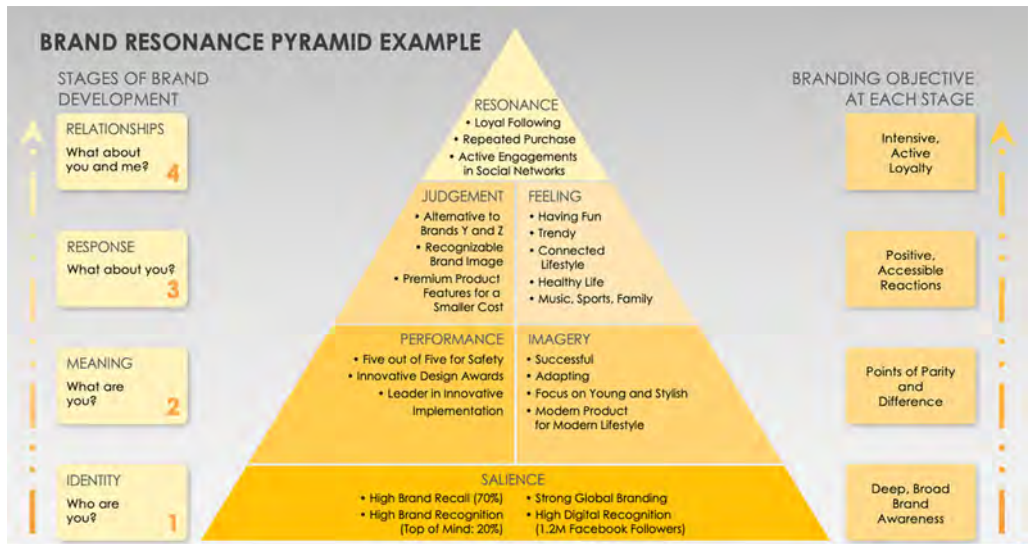 BRAND RESONANCE PYRAMID EXAMPLE
STAGES OF BRAND
DEVELOPMENT
RELATIONSHIPS
What about
you and me?
4
RESPONSE
What about you?
3
MEANING
What are
you?
2
IDENTITY
Who are
you?
1
RESONANCE
• Loyal Following
• Repeated Purchase
• Active Engagements
in Social Networks
JUDGEMENT
• Alternative to
Brands Y and Z
• Recognizable
Brand Image
• Premium Product
Features for a
Smaller Cost
FEELING
• Having Fun
• Trendy
• Connected
Lifestyle
• Healthy Life
• Music, Sports, Family
PERFORMANCE
• Five out of Five for Safety
• Innovative Design Awards
• Leader in Innovative
Implementation
IMAGERY
• Successful
• Adapting
• Focus on Young and Stylish
• Modern Product
for Modern Lifestyle
SALIENCE
• High Brand Recall (70%)
• High Brand Recognition
(Top of Mind: 20%)
• Strong Global Branding
• High Digital Recognition
(1.2M Facebook Followers)
BRANDING OBJECTIVE
AT EACH STAGE
Intensive,
Active
Loyalty
Positive,
Accessible
Reactions
Points of Parity
and
Difference
Deep, Broad
Brand
Awareness